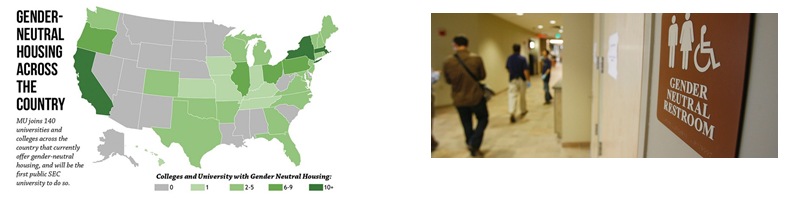 GENDER-
NEUTRAL
HOUSING
ACROSS
THE
COUNTRY
MU joins 140
universities and
colleges across the
country that currently
offer gender-neutral
housing, and will be the
first public SEC
university to do so.
Colleges and University with Gender Neutral Housing:
0 1 2-5 6-9 10+
GENDER
NEUTRAL
RESTROOM